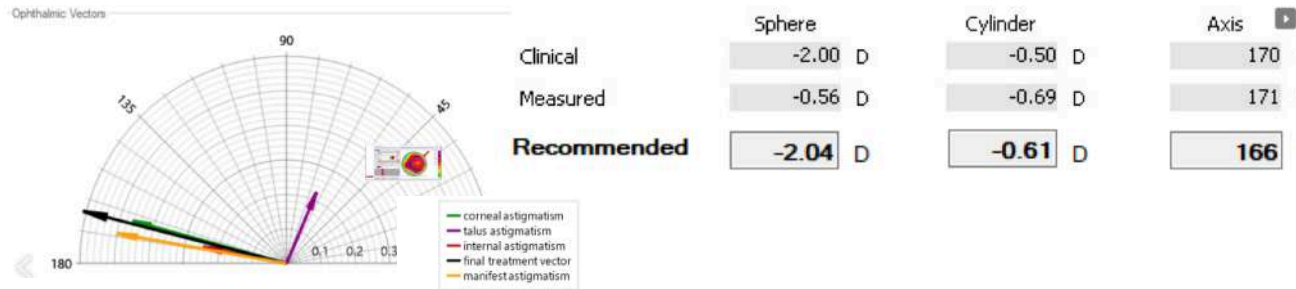 Ophthalmic Vectors
90
135
45
180
0.1 0.2 0.3
corneal astigmatism
talus astigmatism
internal astigmatism
final treatment vector
manifest astigmatism
Sphere Cylinder Axis
Clinical -2.00 D -0.50 D 170
Measured -0.56 D -0.69 D 171
Recommended -2.04 D -0.61 D 166